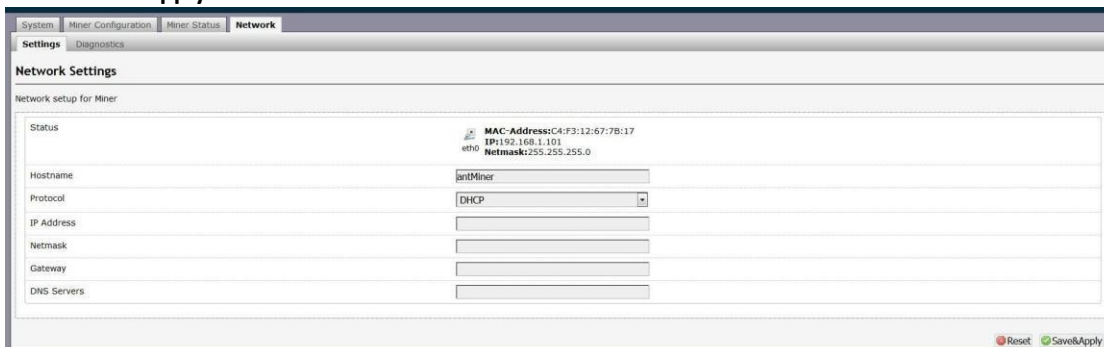 System Miner Configuration Miner Status Network
Settings Diagnostics
Network Settings
Network setup for Miner
Status
MAC-Address:C4:F3:12:67:7B:17
IP:192.168.1.101
eth0
Netmask:255.255.255.0
Hostname antMiner
Protocol DHCP
IP Address
Netmask
Gateway
DNS Servers
Reset Save&Apply